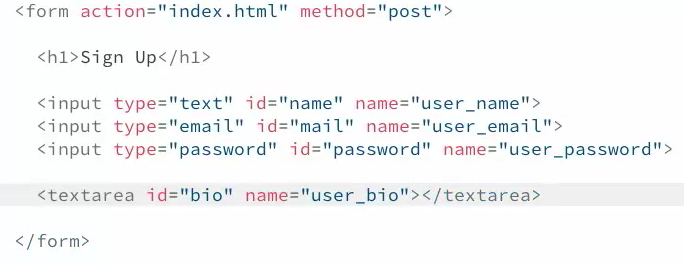 <form action="index.html" method="post">
<h1>Sign Up</h1>
<input type="text" id="name" name="user_name">
<input type="email" id="mail" name="user_email">
<input type="password" id="password" name="user_password">
<textarea id="bio" name="user_bio"></textarea>
</form>